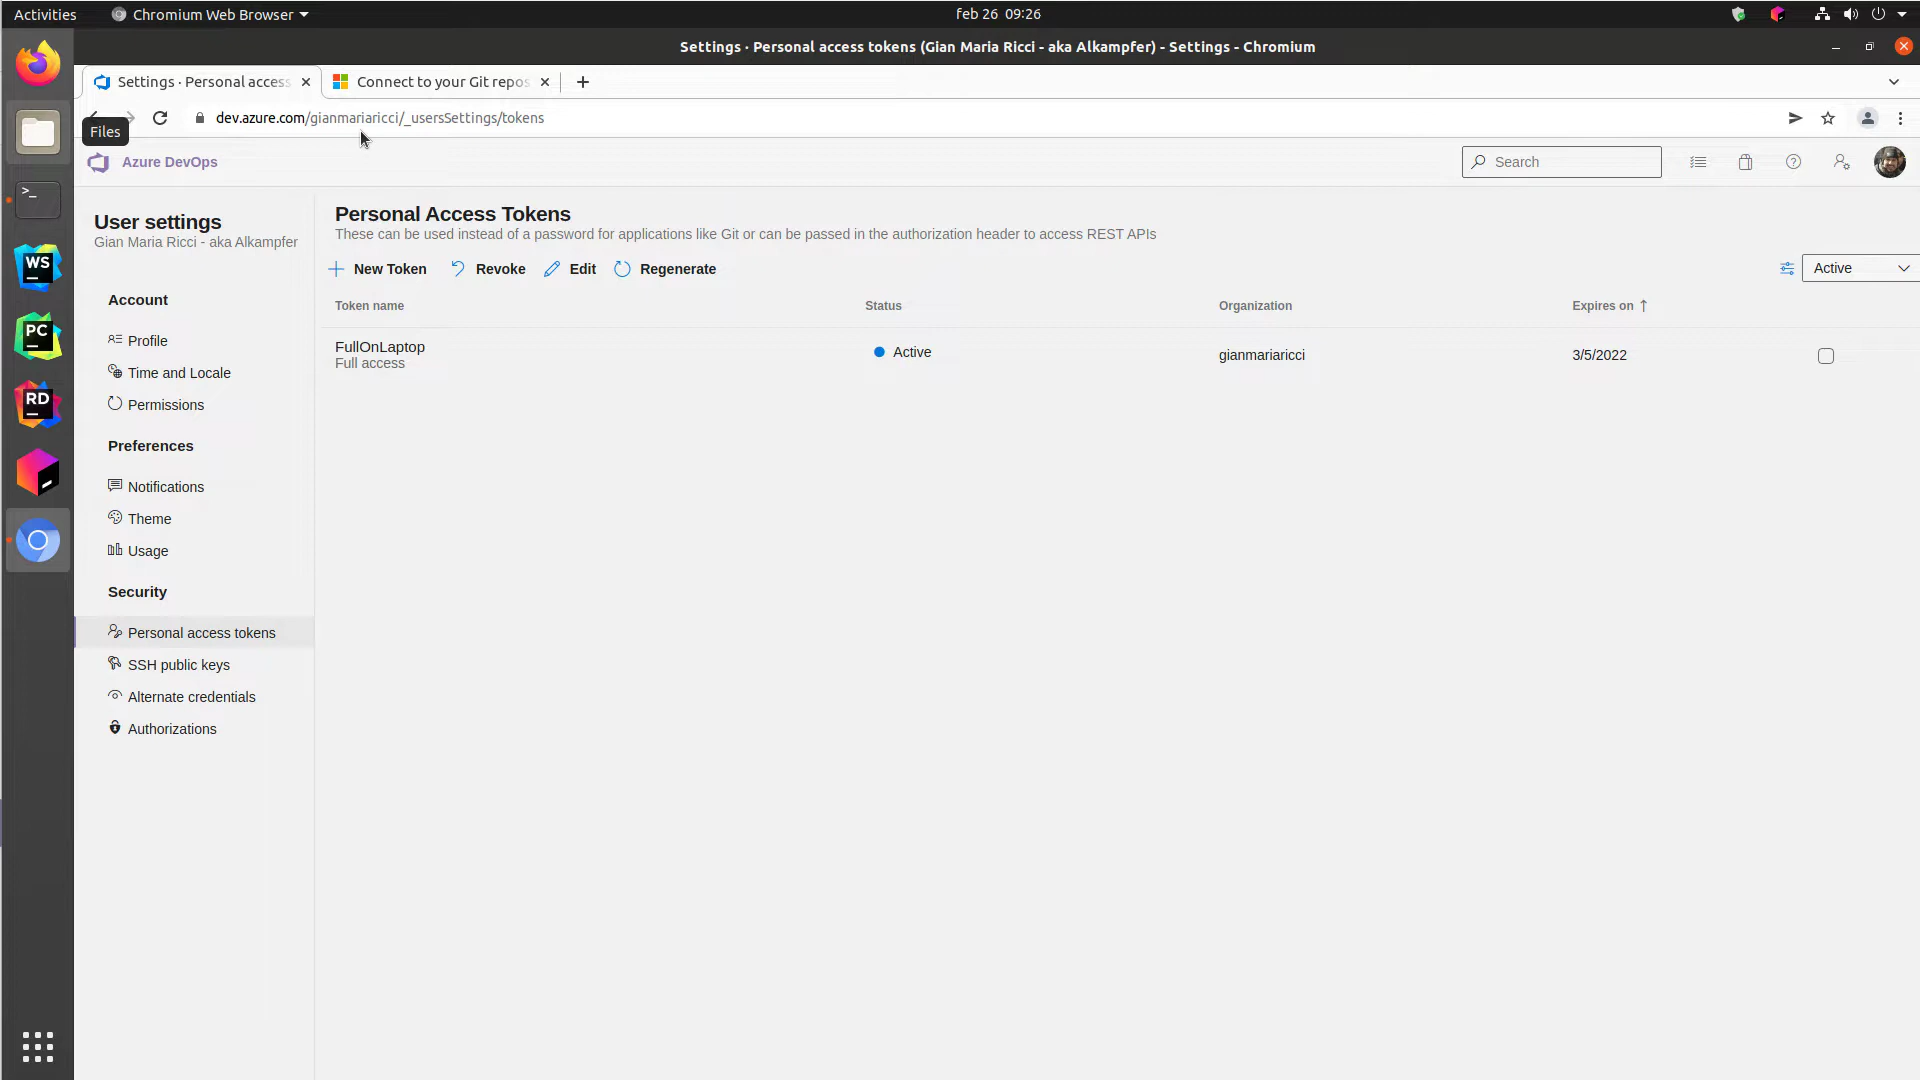 Activities
Chromium Web Browser
feb 26 09:26
Settings · Personal access tokens (Gian Maria Ricci - aka Alkampfer) - Settings - Chromium
Settings · Personal access
Connect to your Git repos
dev.azure.com/gianmariaricci/_usersSettings/tokens
Files
Azure DevOps
Search
User settings
Gian Maria Ricci - aka Alkampfer
Account
Profile
Time and Locale
Permissions
Preferences
Notifications
Theme
Usage
Security
Personal access tokens
SSH public keys
Alternate credentials
Authorizations
Personal Access Tokens
These can be used instead of a password for applications like Git or can be passed in the authorization header to access REST APIs
New Token
Revoke
Edit
Regenerate
Active
Token name
Status
Organization
Expires on
FullOnLaptop
Full access
Active
gianmariaricci
3/5/2022
>_
WS
PC
RD